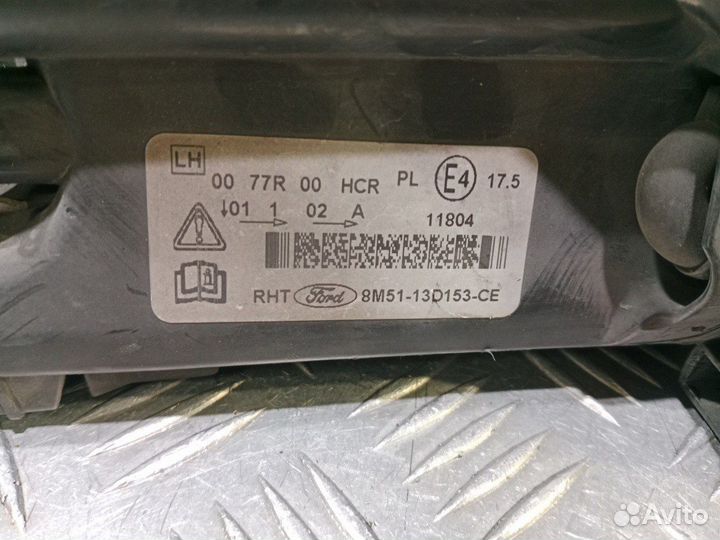 LH
00 77R 00 HCR PL E4 17.5
↓01 1 02 A 11804
RHT Ford 8M51-13D153-CE
Avito